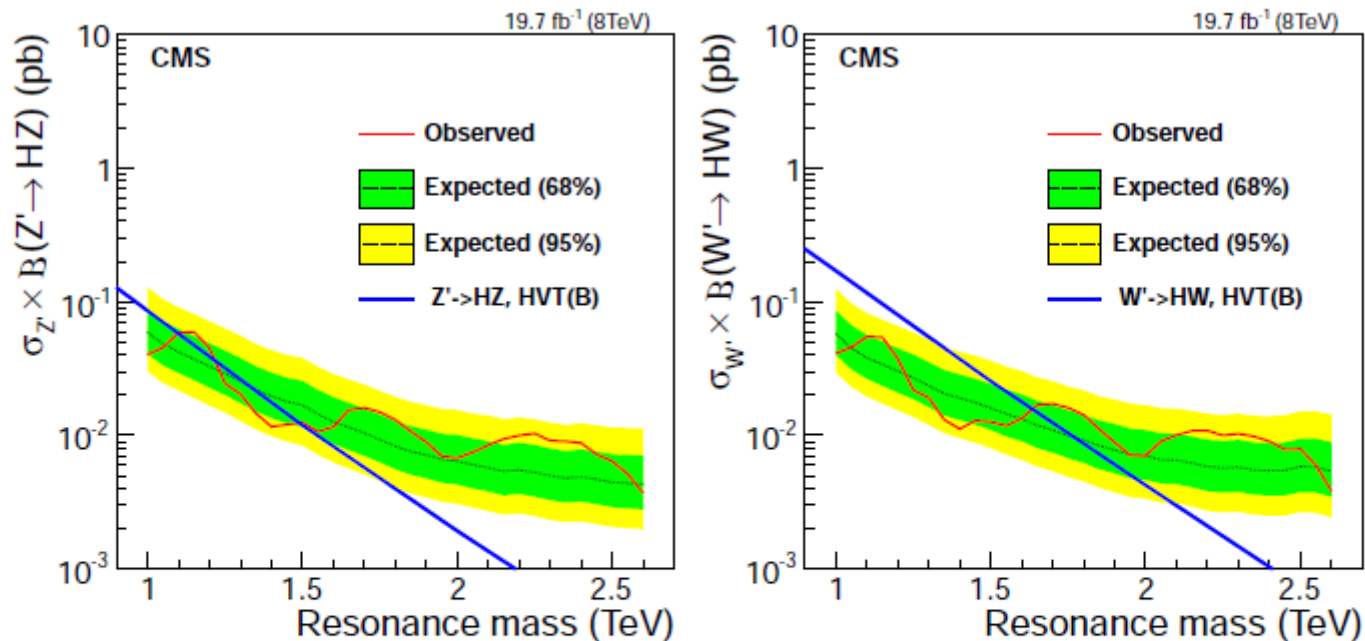 19.7 fb⁻¹ (8TeV)
CMS
Observed
Expected (68%)
Expected (95%)
Z'->HZ, HVT(B)
σ_Z' × B(Z'→ HZ) (pb)
10
1
10⁻¹
10⁻²
10⁻³
1 1.5 2 2.5
Resonance mass (TeV)
19.7 fb⁻¹ (8TeV)
CMS
Observed
Expected (68%)
Expected (95%)
W'->HW, HVT(B)
σ_W' × B(W'→ HW) (pb)
10
1
10⁻¹
10⁻²
10⁻³
1 1.5 2 2.5
Resonance mass (TeV)